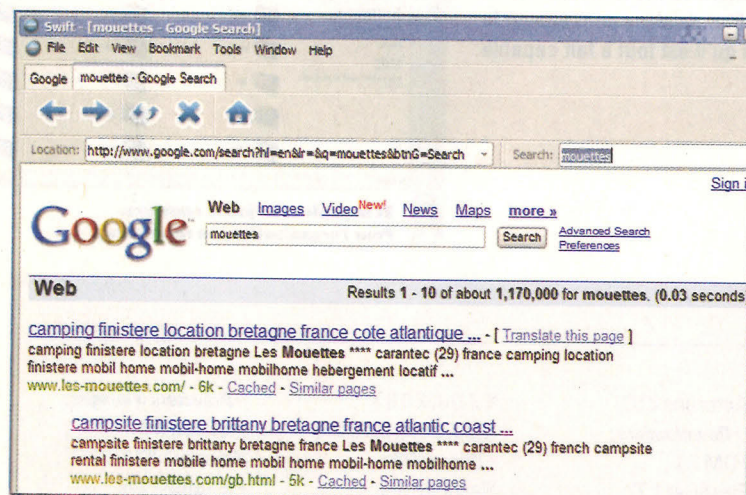 Swift - [mouettes - Google Search]
File Edit View Bookmark Tools Window Help
Google mouettes - Google Search
Location: http://www.google.com/search?hl=en&lr=&q=mouettes&btnG=Search Search: mouettes
Sign i
Google Web Images Video New! News Maps more »
mouettes Search Advanced Search
Preferences
Web Results 1 - 10 of about 1,170,000 for mouettes. (0.03 seconds
camping finistere location bretagne france cote atlantique ... - [ Translate this page ]
camping finistere location bretagne Les Mouettes **** carantec (29) france camping location
finistere mobil home mobil-home mobilhome hebergement locatif ...
www.les-mouettes.com/ - 6k - Cached - Similar pages
campsite finistere brittany bretagne france atlantic coast ...
campsite finistere brittany bretagne france Les Mouettes **** carantec (29) french campsite
rental finistere mobile home mobil home mobil-home mobilhome ...
www.les-mouettes.com/gb.html - 5k - Cached - Similar pages